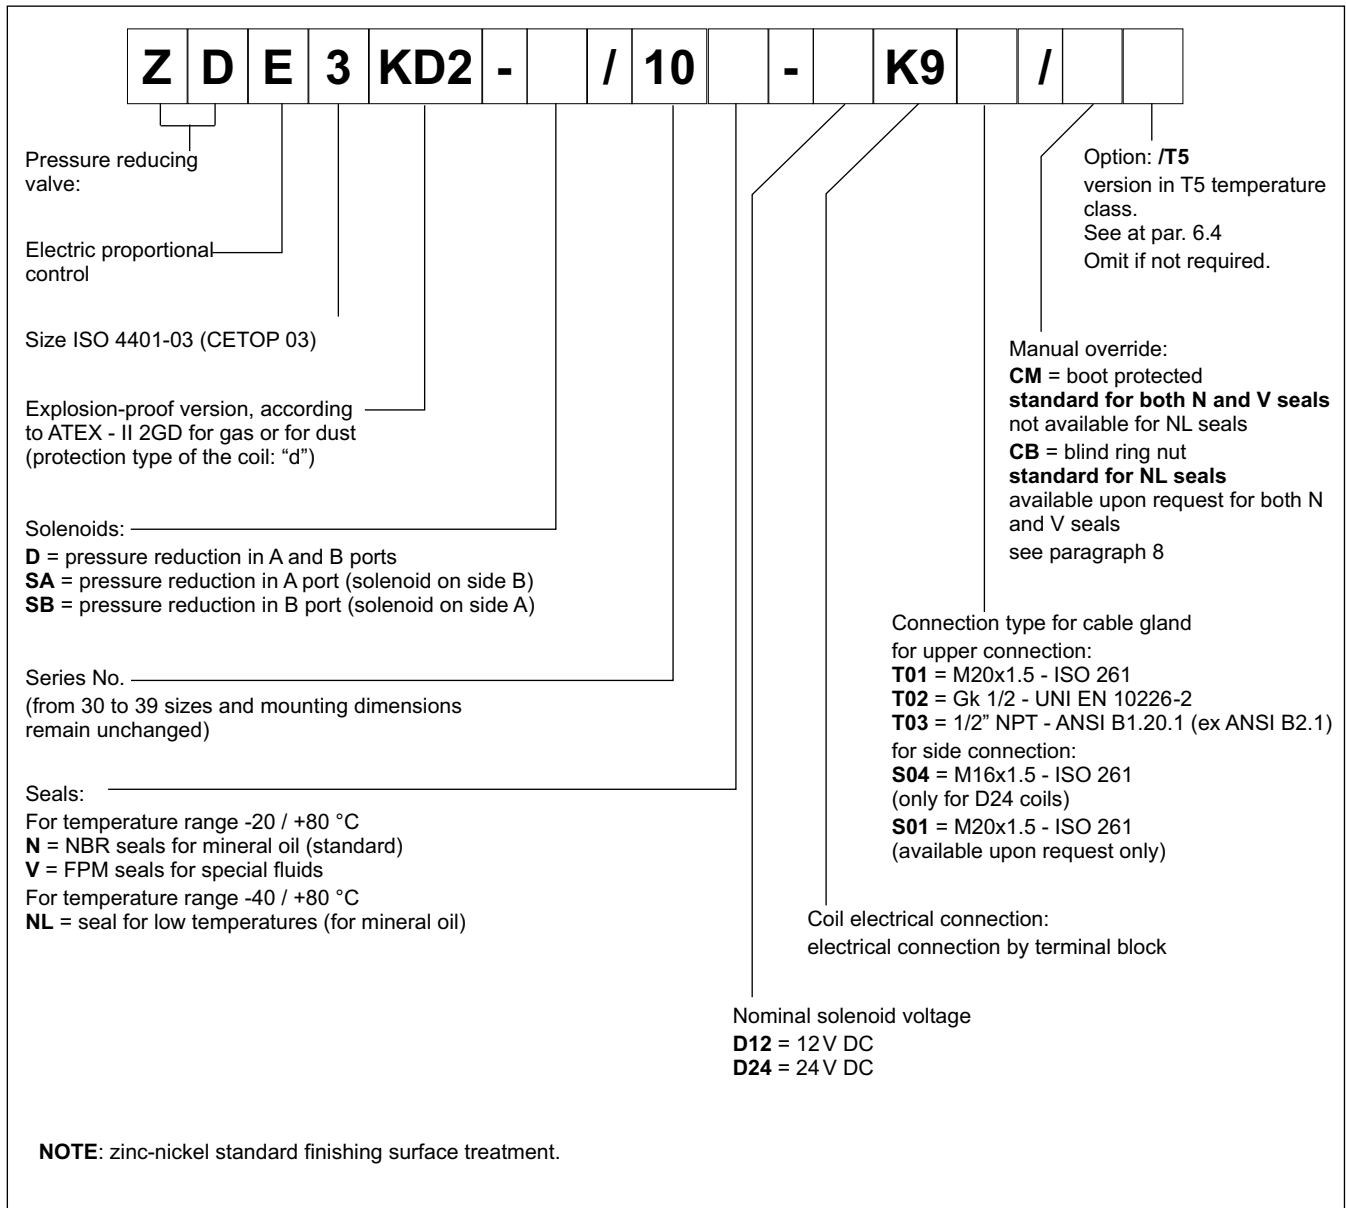 Z D E 3 KD2 - / 10 - K9 /
Pressure reducing
valve:
Electric proportional
control
Size ISO 4401-03 (CETOP 03)
Explosion-proof version, according
to ATEX - II 2GD for gas or for dust
(protection type of the coil: “d”)
Solenoids:
D = pressure reduction in A and B ports
SA = pressure reduction in A port (solenoid on side B)
SB = pressure reduction in B port (solenoid on side A)
Series No.
(from 30 to 39 sizes and mounting dimensions
remain unchanged)
Seals:
For temperature range -20 / +80 °C
N = NBR seals for mineral oil (standard)
V = FPM seals for special fluids
For temperature range -40 / +80 °C
NL = seal for low temperatures (for mineral oil)
Option: /T5
version in T5 temperature
class.
See at par. 6.4
Omit if not required.
Manual override:
CM = boot protected
standard for both N and V seals
not available for NL seals
CB = blind ring nut
standard for NL seals
available upon request for both N
and V seals
see paragraph 8
Connection type for cable gland
for upper connection:
T01 = M20x1.5 - ISO 261
T02 = Gk 1/2 - UNI EN 10226-2
T03 = 1/2” NPT - ANSI B1.20.1 (ex ANSI B2.1)
for side connection:
S04 = M16x1.5 - ISO 261
(only for D24 coils)
S01 = M20x1.5 - ISO 261
(available upon request only)
Coil electrical connection:
electrical connection by terminal block
Nominal solenoid voltage
D12 = 12 V DC
D24 = 24 V DC
NOTE: zinc-nickel standard finishing surface treatment.